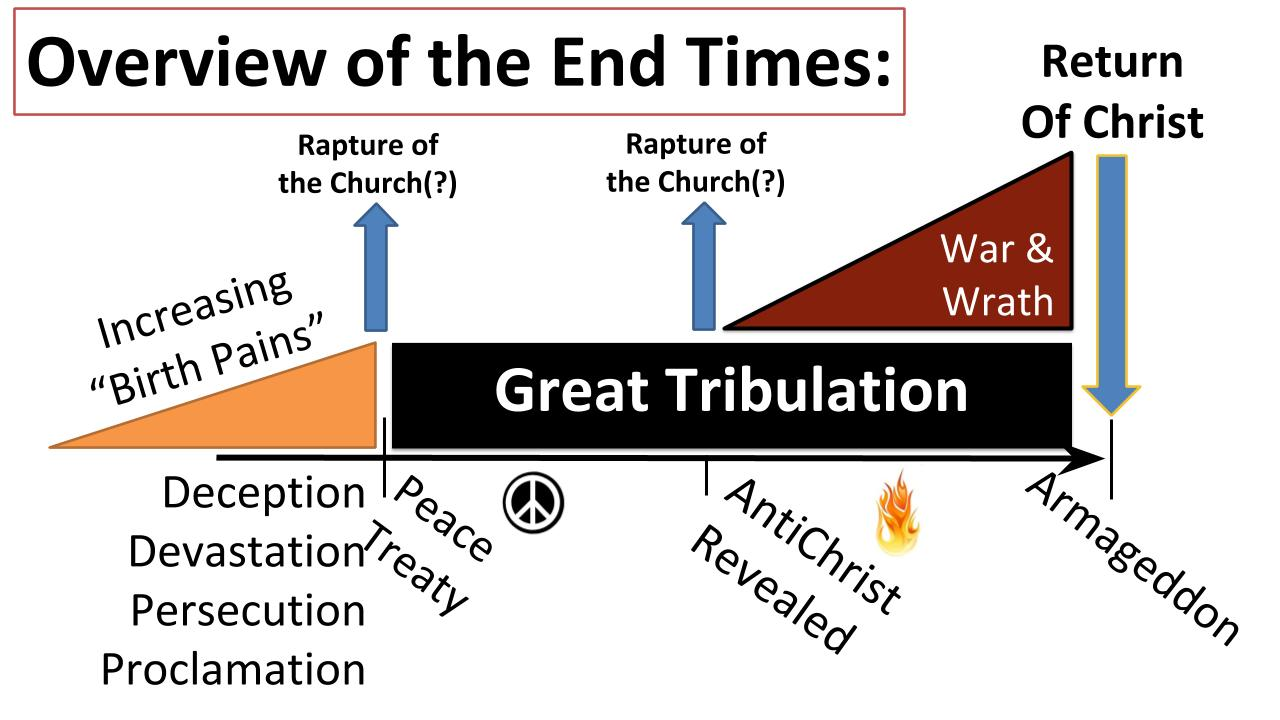 Overview of the End Times:
Return
Of Christ
Rapture of
the Church(?)
Rapture of
the Church(?)
War &
Wrath
Increasing
“Birth Pains”
Great Tribulation
Deception
Devastation
Persecution
Proclamation
Peace
Treaty
AntiChrist
Revealed
Armageddon